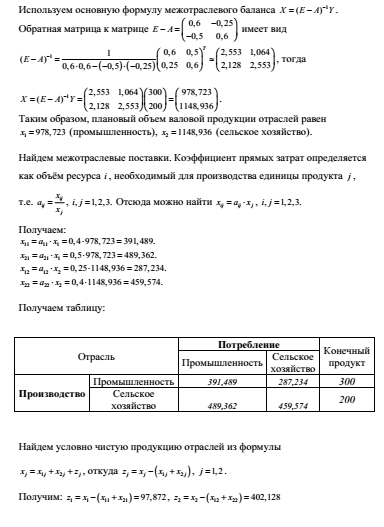 Используем основную формулу межотраслевого баланса X = (E − A)⁻¹Y.
Обратная матрица к матрице E − A = (0,6 −0,25; −0,5 0,6) имеет вид
(E − A)⁻¹ = 1/(0,6·0,6−(−0,5)·(−0,25)) (0,6 0,5; 0,25 0,6)ᵀ ≈ (2,553 1,064; 2,128 2,553), тогда
X = (E − A)⁻¹Y = (2,553 1,064; 2,128 2,553)(300; 200) = (978,723; 1148,936).
Таким образом, плановый объем валовой продукции отраслей равен
x₁ = 978,723 (промышленность), x₂ = 1148,936 (сельское хозяйство).
Найдем межотраслевые поставки. Коэффициент прямых затрат определяется
как объём ресурса i, необходимый для производства единицы продукта j,
т.е. aᵢⱼ = xᵢⱼ/xⱼ, i, j = 1,2,3. Отсюда можно найти xᵢⱼ = aᵢⱼ · xⱼ, i, j = 1,2,3.
Получаем:
x₁₁ = a₁₁ · x₁ = 0,4·978,723 = 391,489.
x₂₁ = a₂₁ · x₁ = 0,5·978,723 = 489,362.
x₁₂ = a₁₂ · x₂ = 0,25·1148,936 = 287,234.
x₂₂ = a₂₂ · x₂ = 0,4·1148,936 = 459,574.
Получаем таблицу:
Отрасль
Потребление
Конечный
продукт
Промышленность
Сельское
хозяйство
Производство
Промышленность 391,489 287,234 300
Сельское
хозяйство 489,362 459,574 200
Найдем условно чистую продукцию отраслей из формулы
xⱼ = x₁ⱼ + x₂ⱼ + zⱼ, откуда zⱼ = xⱼ − (x₁ⱼ + x₂ⱼ), j = 1,2.
Получим: z₁ = x₁ − (x₁₁ + x₂₁) = 97,872, z₂ = x₂ − (x₁₂ + x₂₂) = 402,128